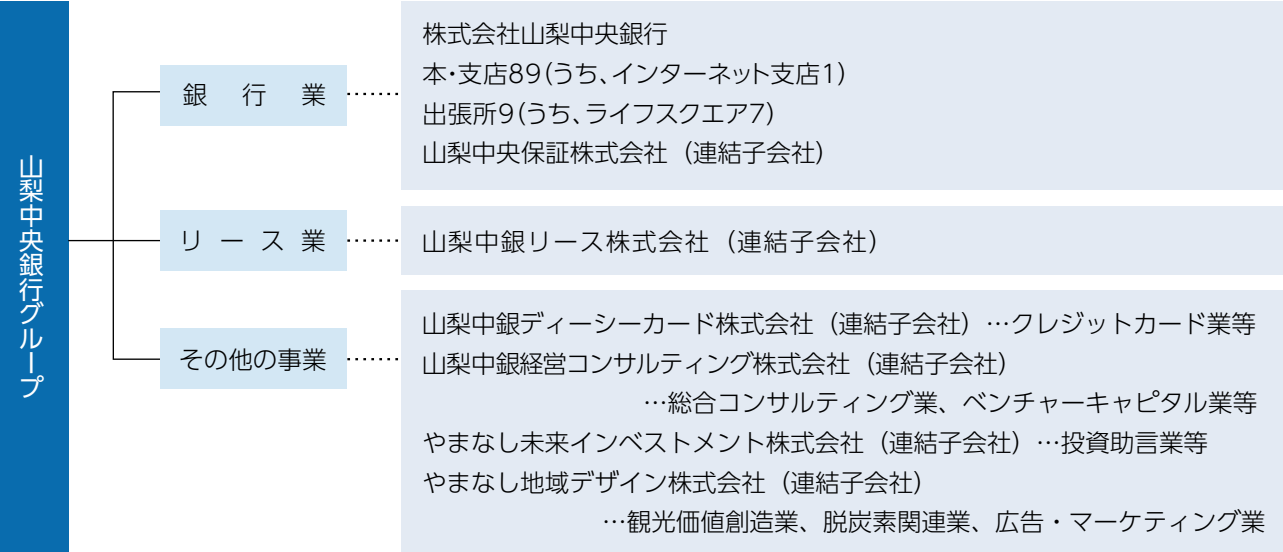 山梨中央銀行グループ
銀行業
株式会社山梨中央銀行
本・支店89(うち、インターネット支店1)
出張所9(うち、ライフスクエア7)
山梨中央保証株式会社（連結子会社）
リース業
山梨中銀リース株式会社（連結子会社）
その他の事業
山梨中銀ディーシーカード株式会社（連結子会社）…クレジットカード業等
山梨中銀経営コンサルティング株式会社（連結子会社）
…総合コンサルティング業、ベンチャーキャピタル業等
やまなし未来インベストメント株式会社（連結子会社）…投資助言業等
やまなし地域デザイン株式会社（連結子会社）
…観光価値創造業、脱炭素関連業、広告・マーケティング業